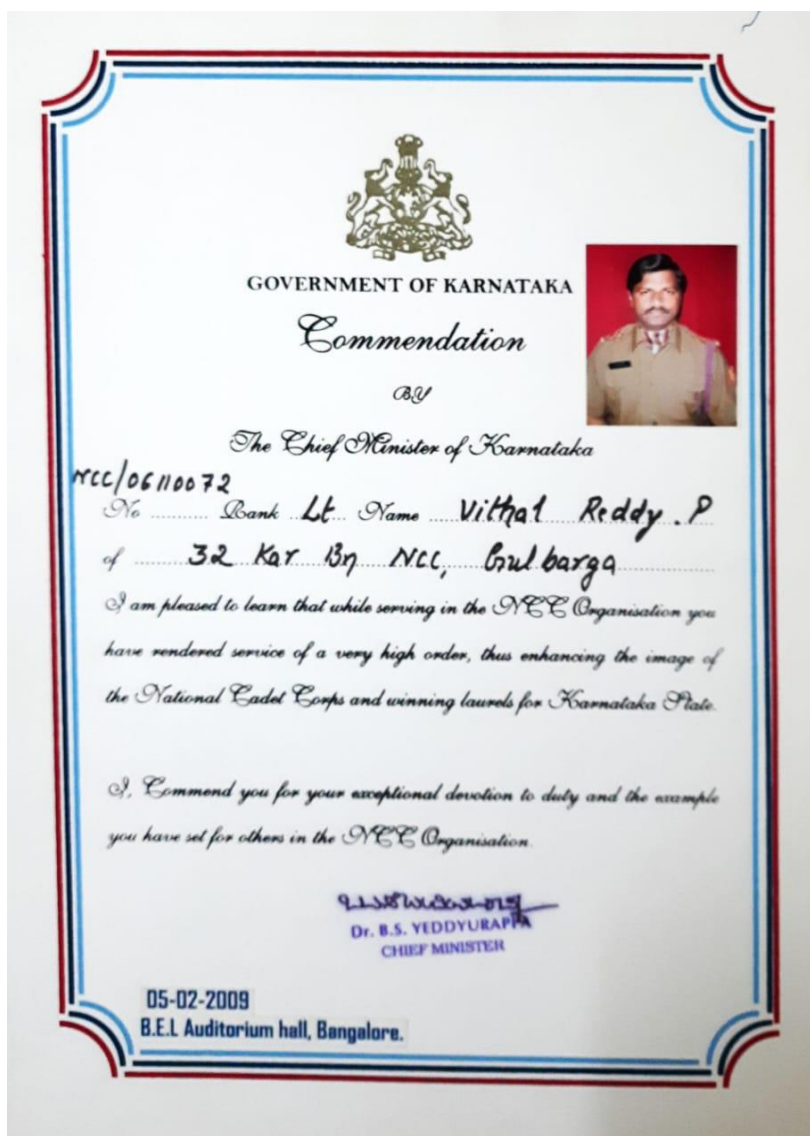 GOVERNMENT OF KARNATAKA
Commendation
BY
The Chief Minister of Karnataka
NCC/06110072
No .......... Rank Lt Name Vithal Reddy. P
of 32 Kar Bn NCC, Gulbarga
I am pleased to learn that while serving in the NCC Organisation you
have rendered service of a very high order, thus enhancing the image of
the National Cadet Corps and winning laurels for Karnataka State.
I, Commend you for your exceptional devotion to duty and the example
you have set for others in the NCC Organisation.
Dr. B.S. YEDDYURAPPA
CHIEF MINISTER
05-02-2009
B.E.L Auditorium hall, Bangalore.